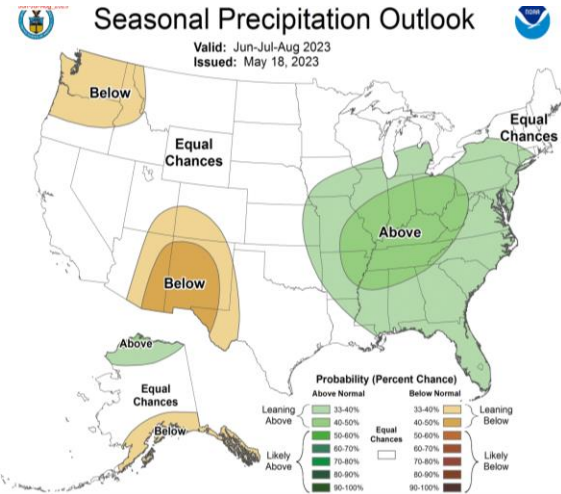 Seasonal Precipitation Outlook
Valid: Jun-Jul-Aug 2023
Issued: May 18, 2023
NOAA
Below
Equal
Chances
Equal
Chances
Above
Below
Above
Equal
Chances
Below
Probability (Percent Chance)
Above Normal
Below Normal
Leaning
Above
33-40%
40-50%
Likely
Above
50-60%
60-70%
70-80%
80-90%
90-100%
Equal
Chances
33-40%
40-50%
Leaning
Below
50-60%
60-70%
70-80%
80-90%
90-100%
Likely
Below